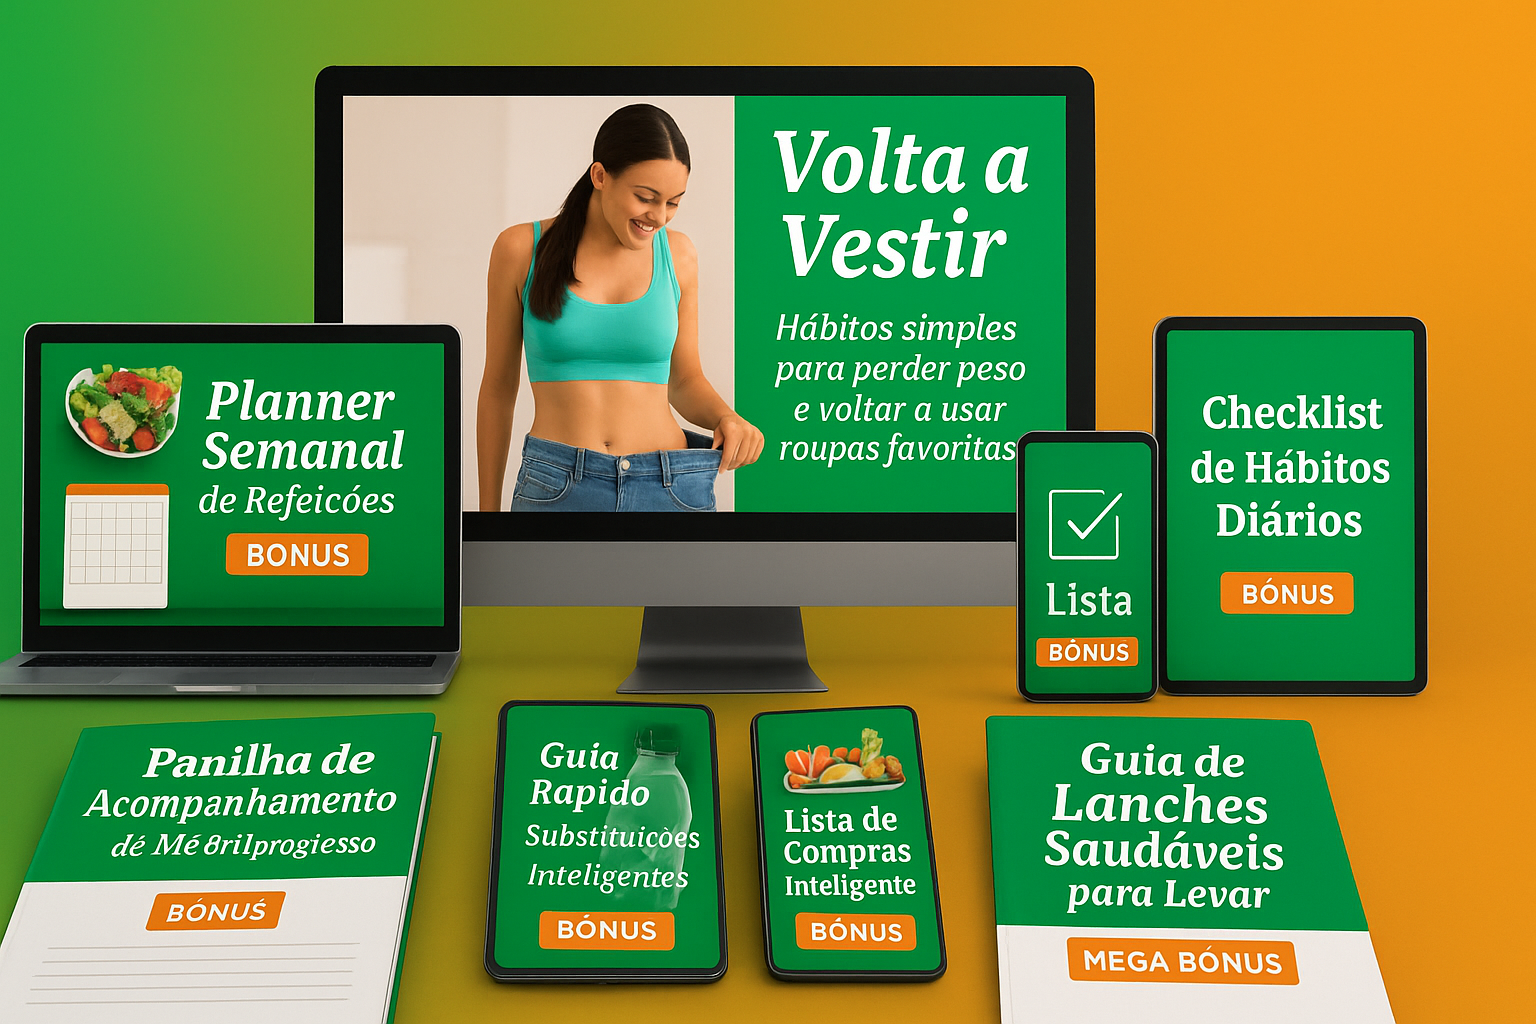 Volta a
Vestir
Hábitos simples
para perder peso
e voltar a usar
roupas favoritas
Planner
Semanal
de Refeicóes
BONUS
Lista
BÓNUS
Checklist
de Hábitos
Diários
BÓNUS
Panilha de
Acompanhamento
dé Mé 8rilprogiesso
BÓNUŚ
Guia
Rapido
Substituicòes
Inteligentes
BÓNUS
Lista de
Compras
Inteligente
BÓNUS
Guia de
Lanches
Saudáveis
para Levar
MEGA BÓNUS